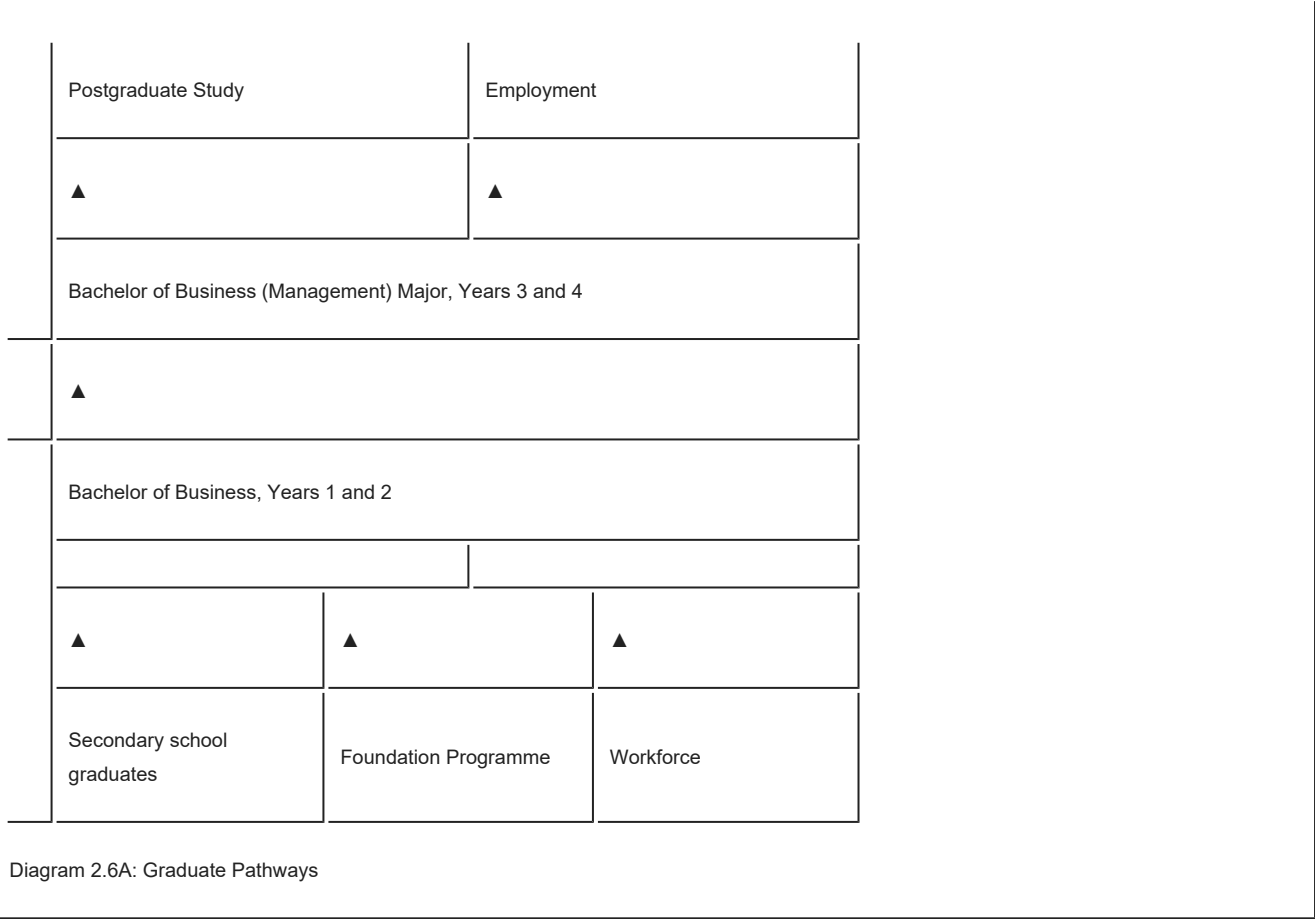 Postgraduate Study
Employment
▲
▲
Bachelor of Business (Management) Major, Years 3 and 4
▲
Bachelor of Business, Years 1 and 2
▲
▲
▲
Secondary school
graduates
Foundation Programme
Workforce
Diagram 2.6A: Graduate Pathways